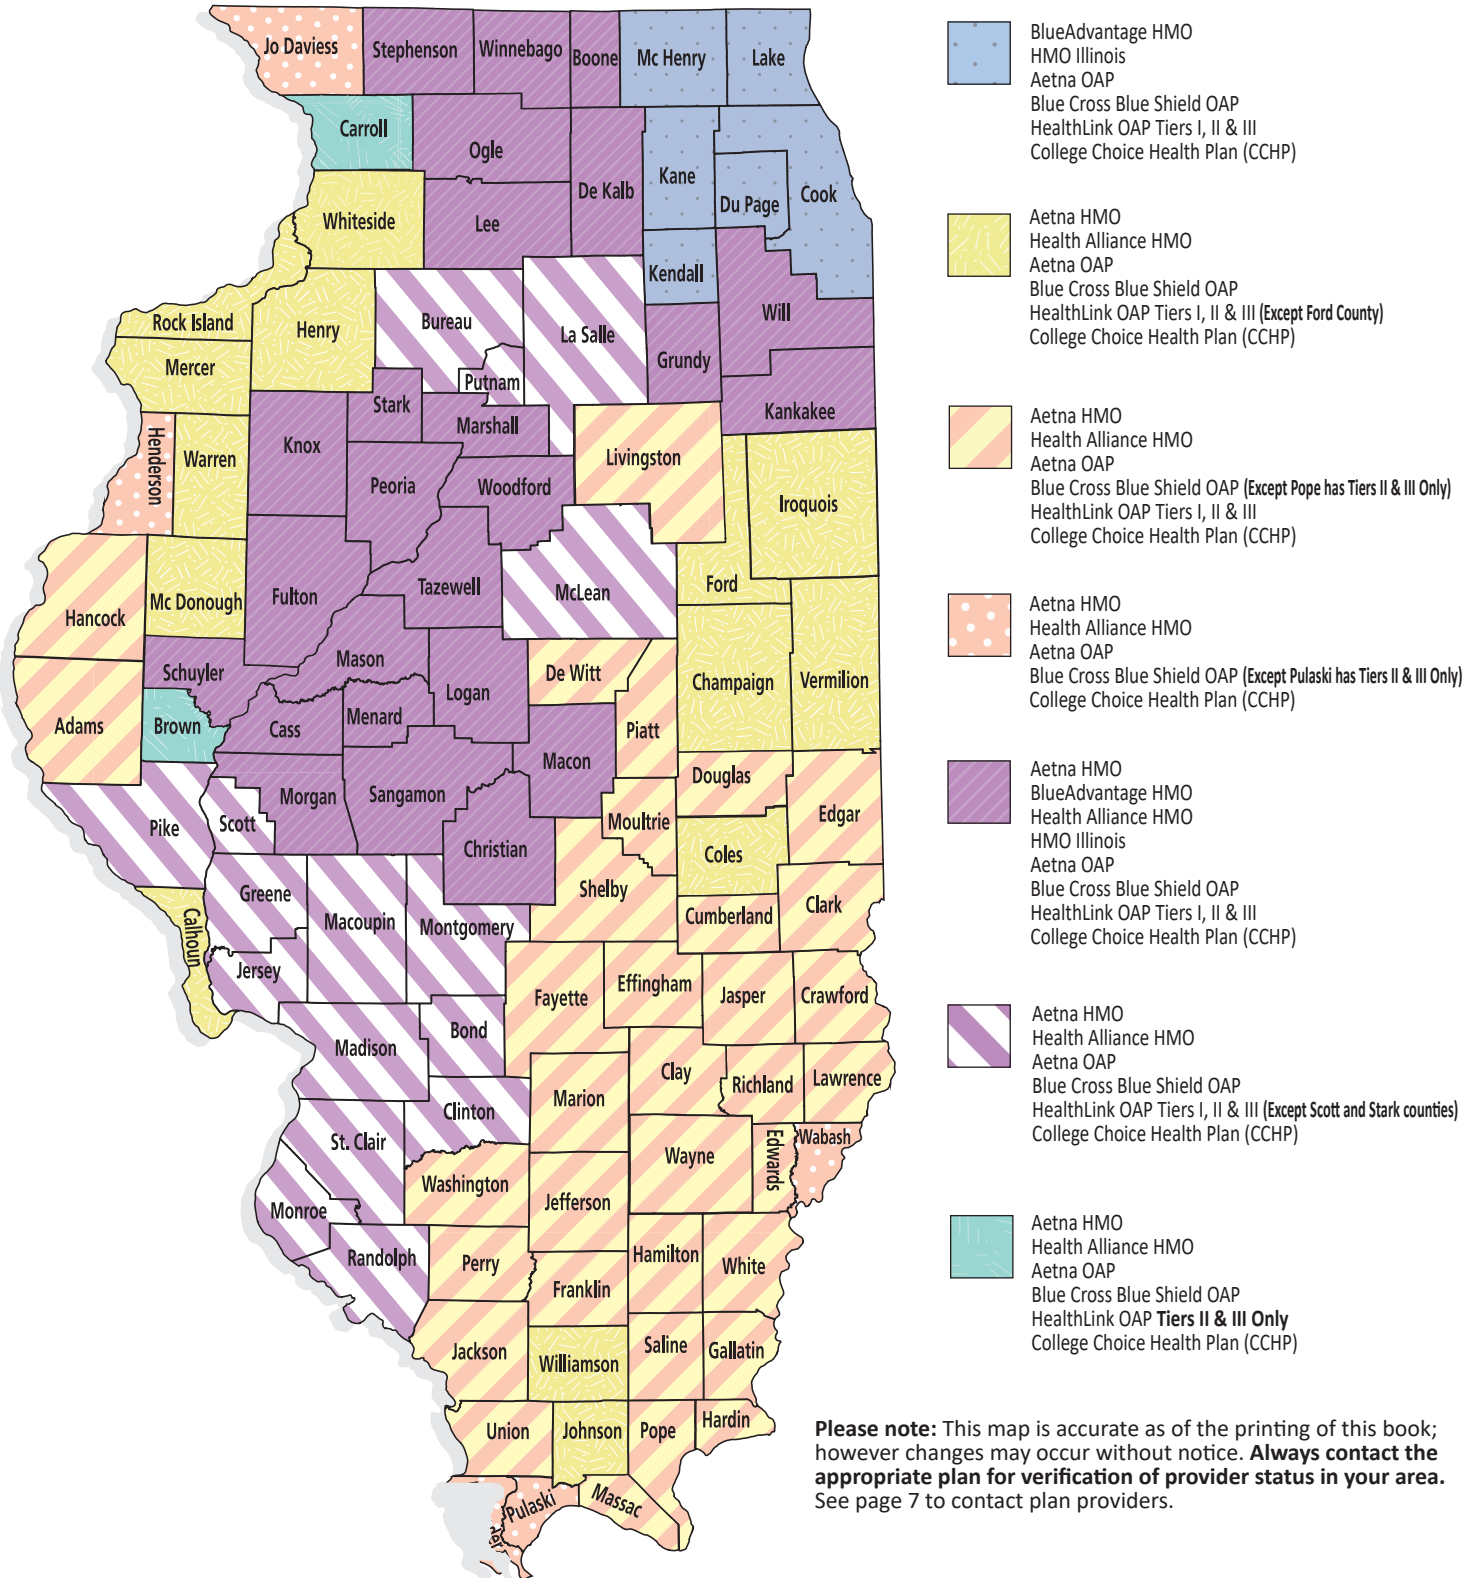 Jo Daviess
Stephenson
Winnebago
Boone
Mc Henry
Lake
Carroll
Ogle
De Kalb
Kane
Du Page
Cook
Whiteside
Lee
Kendall
Rock Island
Henry
Bureau
La Salle
Will
Mercer
Putnam
Grundy
Stark
Kankakee
Henderson
Warren
Knox
Marshall
Livingston
Peoria
Woodford
Iroquois
Hancock
Mc Donough
Fulton
Tazewell
McLean
Ford
Schuyler
Mason
Logan
De Witt
Champaign
Vermilion
Adams
Brown
Cass
Menard
Piatt
Macon
Pike
Scott
Morgan
Sangamon
Christian
Moultrie
Douglas
Edgar
Coles
Calhoun
Greene
Macoupin
Montgomery
Shelby
Cumberland
Clark
Jersey
Fayette
Effingham
Jasper
Crawford
Madison
Bond
Clay
Richland
Lawrence
Clinton
Marion
St. Clair
Washington
Wayne
Edwards
Wabash
Monroe
Jefferson
Randolph
Perry
Hamilton
White
Franklin
Jackson
Williamson
Saline
Gallatin
Union
Johnson
Pope
Hardin
Pulaski
Massac
BlueAdvantage HMO
HMO Illinois
Aetna OAP
Blue Cross Blue Shield OAP
HealthLink OAP Tiers I, II & III
College Choice Health Plan (CCHP)
Aetna HMO
Health Alliance HMO
Aetna OAP
Blue Cross Blue Shield OAP
HealthLink OAP Tiers I, II & III (Except Ford County)
College Choice Health Plan (CCHP)
Aetna HMO
Health Alliance HMO
Aetna OAP
Blue Cross Blue Shield OAP (Except Pope has Tiers II & III Only)
HealthLink OAP Tiers I, II & III
College Choice Health Plan (CCHP)
Aetna HMO
Health Alliance HMO
Aetna OAP
Blue Cross Blue Shield OAP (Except Pulaski has Tiers II & III Only)
College Choice Health Plan (CCHP)
Aetna HMO
BlueAdvantage HMO
Health Alliance HMO
HMO Illinois
Aetna OAP
Blue Cross Blue Shield OAP
HealthLink OAP Tiers I, II & III
College Choice Health Plan (CCHP)
Aetna HMO
Health Alliance HMO
Aetna OAP
Blue Cross Blue Shield OAP
HealthLink OAP Tiers I, II & III (Except Scott and Stark counties)
College Choice Health Plan (CCHP)
Aetna HMO
Health Alliance HMO
Aetna OAP
Blue Cross Blue Shield OAP
HealthLink OAP Tiers II & III Only
College Choice Health Plan (CCHP)
Please note: This map is accurate as of the printing of this book;
however changes may occur without notice. Always contact the
appropriate plan for verification of provider status in your area.
See page 7 to contact plan providers.